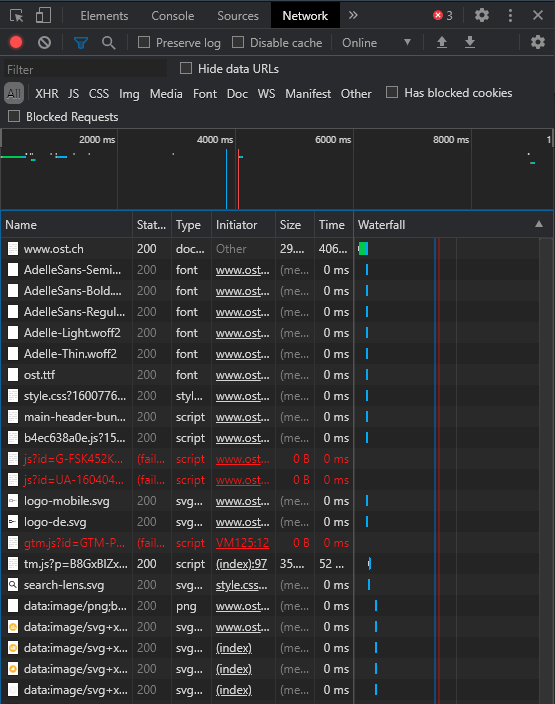 Elements Console Sources Network 3
Preserve log Disable cache Online
Filter Hide data URLs
All XHR JS CSS Img Media Font Doc WS Manifest Other Has blocked cookies
Blocked Requests
2000 ms 4000 ms 6000 ms 8000 ms 1
Name Stat... Type Initiator Size Time Waterfall
www.ost.ch 200 doc... Other 29.... 406...
AdelleSans-Semi... 200 font www.ost... (me... 0 ms
AdelleSans-Bold.... 200 font www.ost... (me... 0 ms
AdelleSans-Regul... 200 font www.ost... (me... 0 ms
Adelle-Light.woff2 200 font www.ost... (me... 0 ms
Adelle-Thin.woff2 200 font www.ost... (me... 0 ms
ost.ttf 200 font www.ost... (me... 0 ms
style.css?1600776... 200 styl... www.ost... (me... 0 ms
main-header-bun... 200 script www.ost... (me... 0 ms
b4ec638a0e.js?15... 200 script www.ost... (me... 0 ms
js?id=G-FSK452K... (fail... script www.ost... 0 B 0 ms
js?id=UA-160404... (fail... script www.ost... 0 B 0 ms
logo-mobile.svg 200 svg... www.ost... (me... 0 ms
logo-de.svg 200 svg... www.ost... (me... 0 ms
gtm.js?id=GTM-P... (fail... script VM125:12 0 B 0 ms
tm.js?p=B8GxBIZx... 200 script (index):97 35.... 52 ...
search-lens.svg 200 svg... style.css... (me... 0 ms
data:image/png;b... 200 png www.ost... (me... 0 ms
data:image/svg+x... 200 svg... www.ost... (me... 0 ms
data:image/svg+x... 200 svg... (index) (me... 0 ms
data:image/svg+x... 200 svg... (index) (me... 0 ms
data:image/svg+x... 200 svg... (index) (me... 0 ms